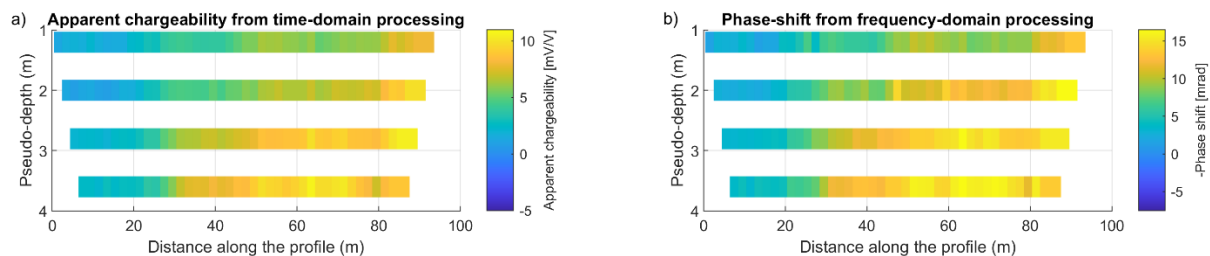 a)
Apparent chargeability from time-domain processing
1
2
3
4
Pseudo-depth (m)
0
20
40
60
80
100
Distance along the profile (m)
10
5
0
-5
Apparent chargeability [mV/V]
b)
Phase-shift from frequency-domain processing
1
2
3
4
Pseudo-depth (m)
0
20
40
60
80
100
Distance along the profile (m)
15
10
5
0
-5
-Phase shift [mrad]